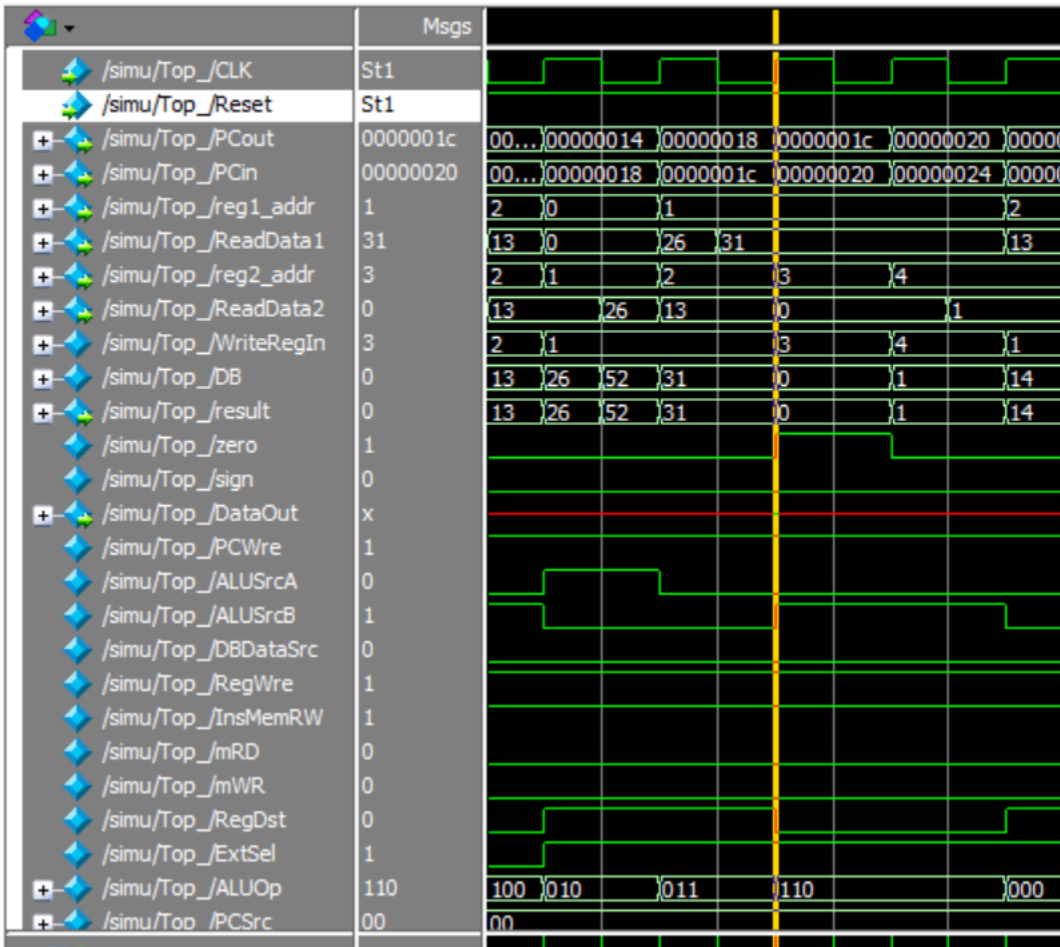 Msgs
/simu/Top_/CLK St1
/simu/Top_/Reset St1
/simu/Top_/PCout 0000001c 00... 00000014 00000018 0000001c 00000020 0000
/simu/Top_/PCin 00000020 00... 00000018 0000001c 00000020 00000024 0000
/simu/Top_/reg1_addr 1 2 0 1 2
/simu/Top_/ReadData1 31 13 0 26 31 13
/simu/Top_/reg2_addr 3 2 1 2 3 4
/simu/Top_/ReadData2 0 13 26 13 0 1
/simu/Top_/WriteRegIn 3 2 1 3 4 1
/simu/Top_/DB 0 13 26 52 31 0 1 14
/simu/Top_/result 0 13 26 52 31 0 1 14
/simu/Top_/zero 1
/simu/Top_/sign 0
/simu/Top_/DataOut x
/simu/Top_/PCWre 1
/simu/Top_/ALUSrcA 0
/simu/Top_/ALUSrcB 1
/simu/Top_/DBDataSrc 0
/simu/Top_/RegWre 1
/simu/Top_/InsMemRW 1
/simu/Top_/mRD 0
/simu/Top_/mWR 0
/simu/Top_/RegDst 0
/simu/Top_/ExtSel 1
/simu/Top_/ALUOp 110 100 010 011 110 000
/simu/Top_/PCSrc 00 00